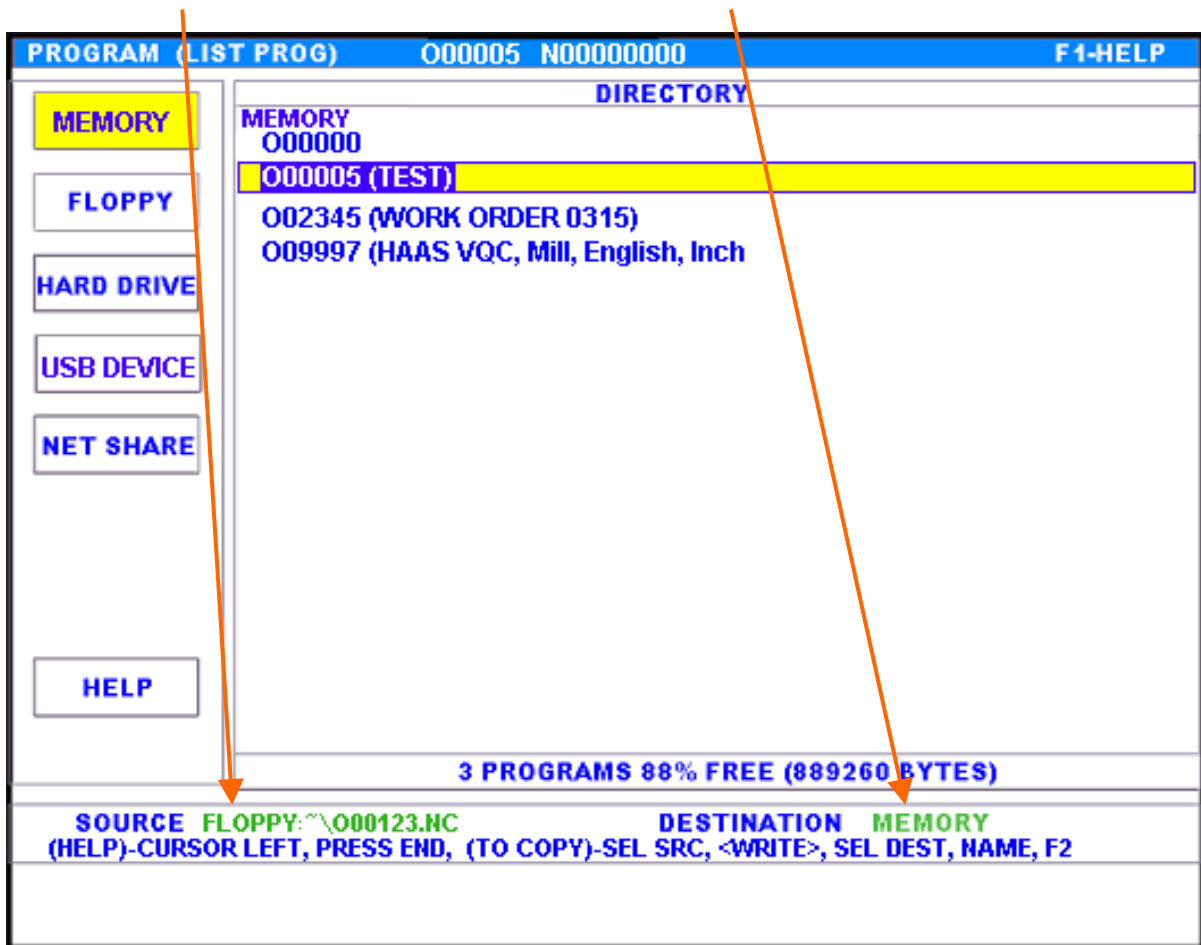 PROGRAM (LIST PROG) O00005 N00000000 F1-HELP
DIRECTORY
MEMORY
FLOPPY
HARD DRIVE
USB DEVICE
NET SHARE
HELP
MEMORY
O00000
O00005 (TEST)
O02345 (WORK ORDER 0315)
O09997 (HAAS VQC, Mill, English, Inch
3 PROGRAMS 88% FREE (889260 BYTES)
SOURCE FLOPPY:~\O00123.NC DESTINATION MEMORY
(HELP)-CURSOR LEFT, PRESS END, (TO COPY)-SEL SRC, <WRITE>, SEL DEST, NAME, F2